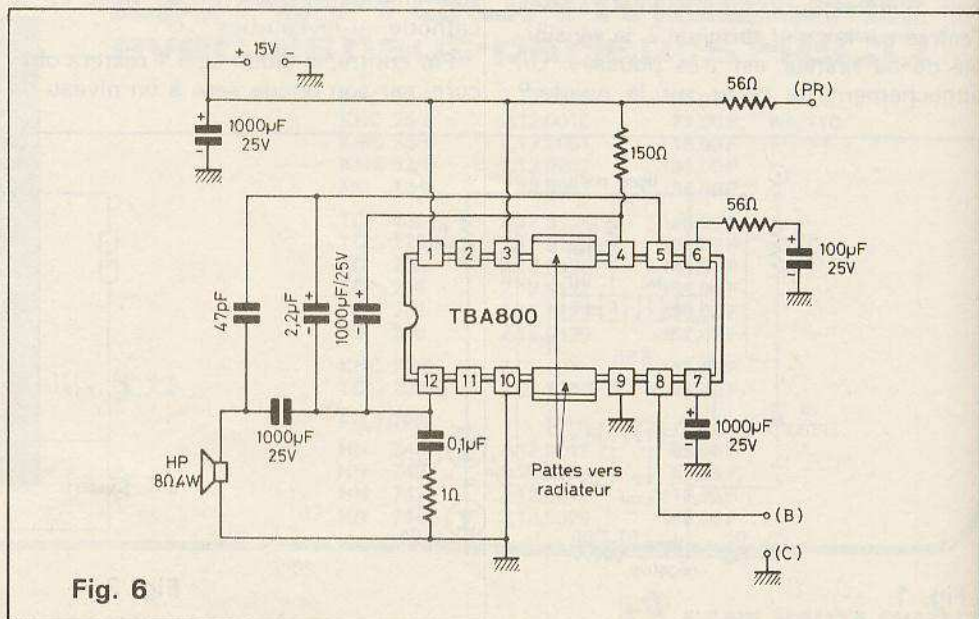 + 15V -
1000µF
25V
+
-
56Ω
(PR)
150Ω
56Ω
+
100µF
-
25V
47pF
2,2µF
+
-
1000µF/25V
+
-
1
2
3
4
5
6
TBA800
12
11
10
9
8
7
1000µF
25V
0,1µF
+
1000µF
-
25V
HP
8Ω4W
1Ω
Pattes vers
radiateur
(B)
(C)
Fig. 6